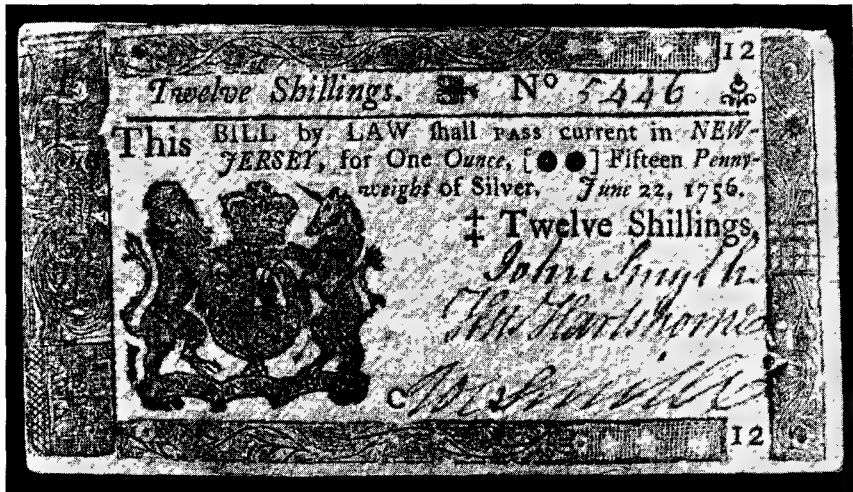 12
Twelve Shillings. No 5446
This BILL by LAW shall PASS current in NEW-
JERSEY, for One Ounce, [●●] Fifteen Penny-
weight of Silver. June 22, 1756.
‡ Twelve Shillings.
John Smyth
Hartshorne
C
12